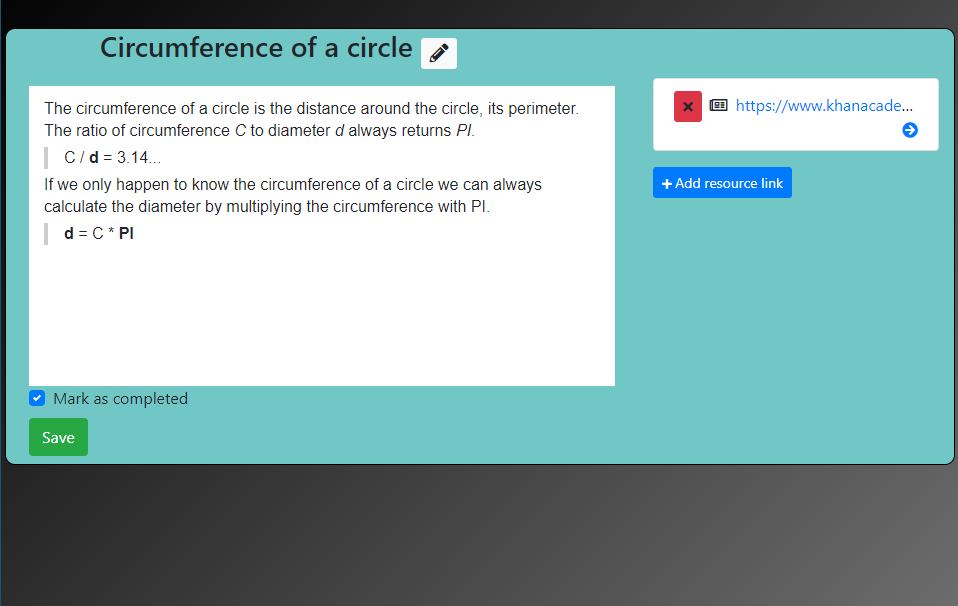 Circumference of a circle
The circumference of a circle is the distance around the circle, its perimeter.
The ratio of circumference C to diameter d always returns PI.
C / d = 3.14...
If we only happen to know the circumference of a circle we can always
calculate the diameter by multiplying the circumference with PI.
d = C * PI
Mark as completed
Save
https://www.khanacade...
Add resource link